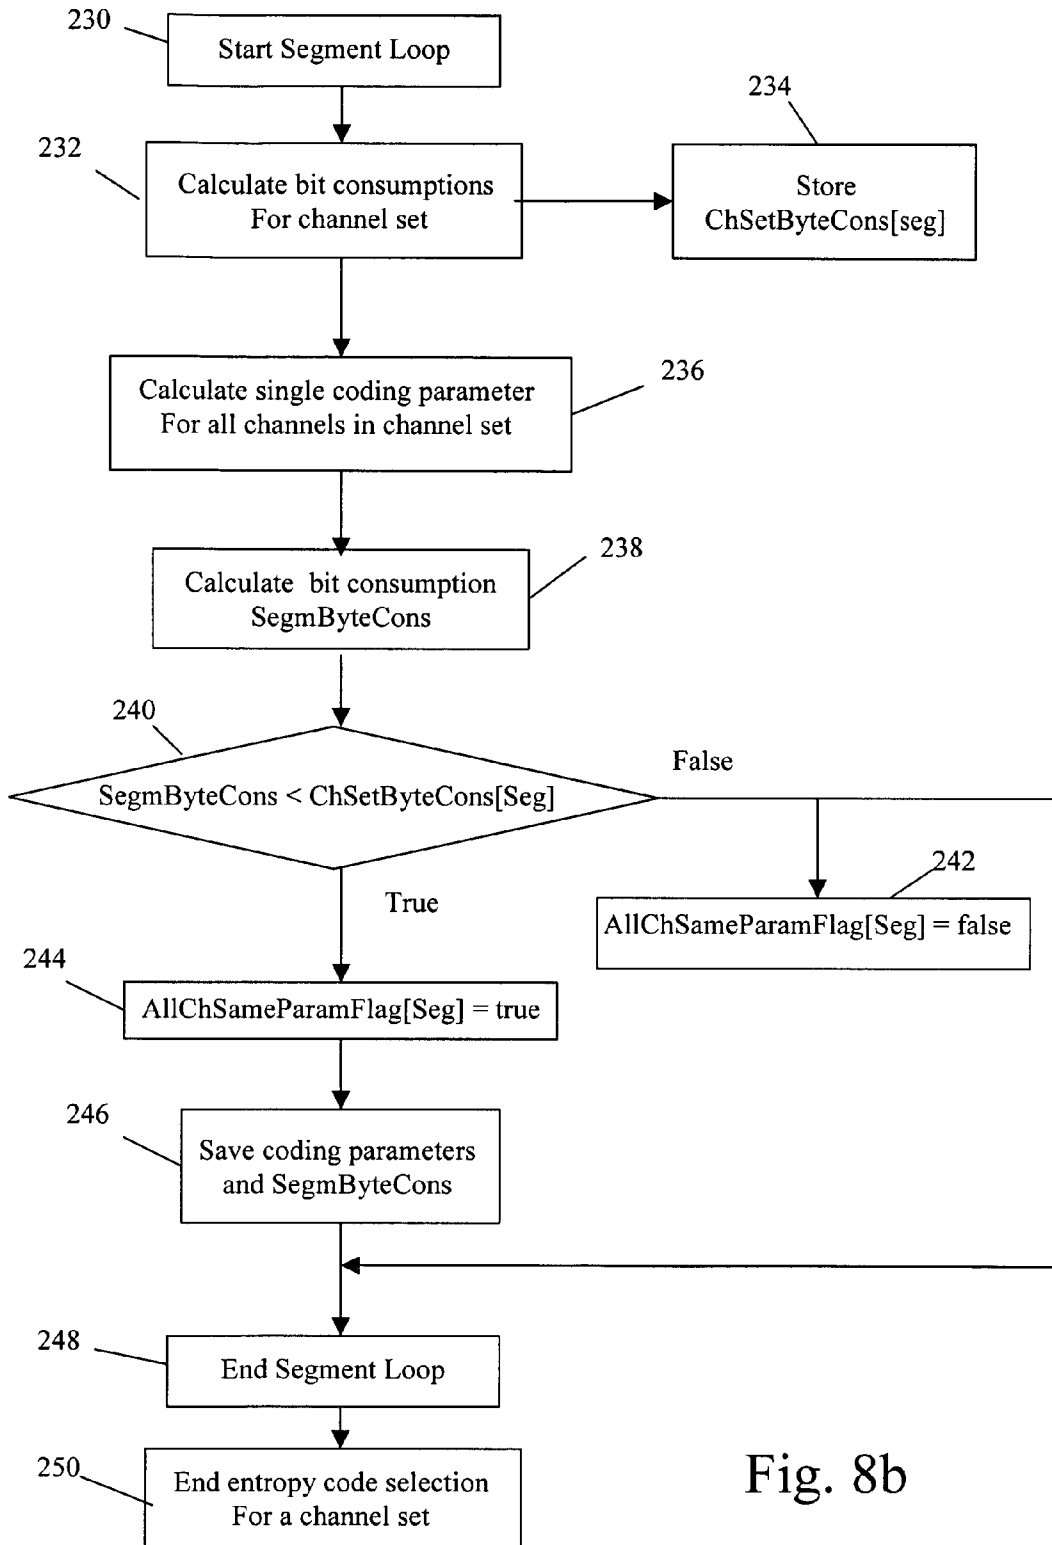 230
Start Segment Loop
234
232
Calculate bit consumptions
For channel set
Store
ChSetByteCons[seg]
236
Calculate single coding parameter
For all channels in channel set
238
Calculate bit consumption
SegmByteCons
240
False
SegmByteCons < ChSetByteCons[Seg]
242
True
AllChSameParamFlag[Seg] = false
244
AllChSameParamFlag[Seg] = true
246
Save coding parameters
and SegmByteCons
248
End Segment Loop
250
End entropy code selection
For a channel set
Fig. 8b